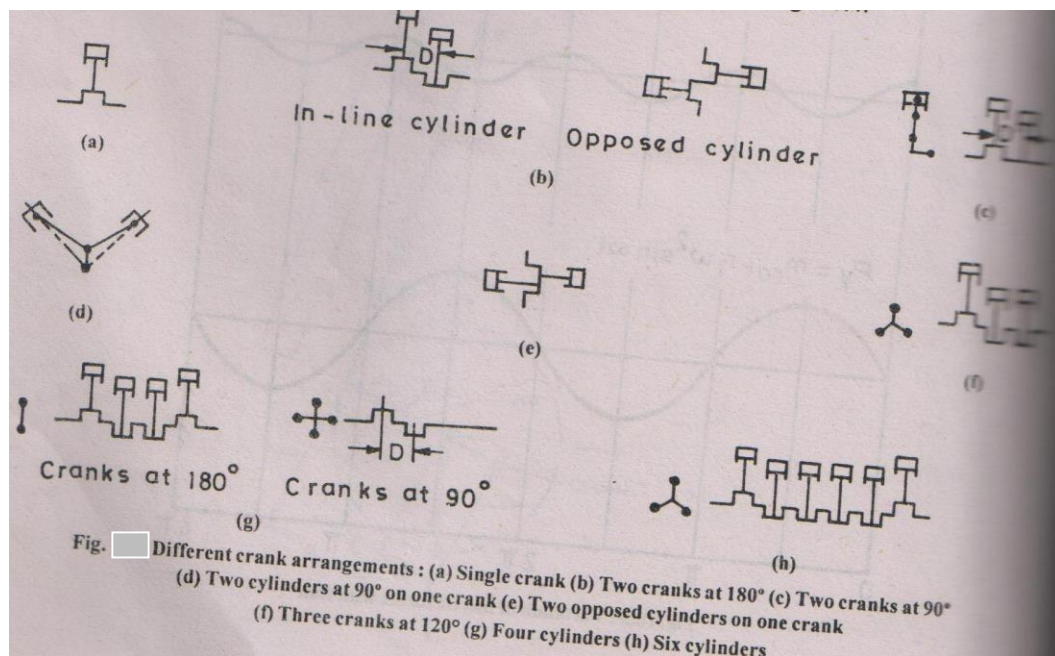 D
(a)
In-line cylinder
Opposed cylinder
(b)
D
(c)
(d)
(e)
(f)
Cranks at 180°
D
Cranks at 90°
(g)
(h)
Fig. Different crank arrangements : (a) Single crank (b) Two cranks at 180° (c) Two cranks at 90°
(d) Two cylinders at 90° on one crank (e) Two opposed cylinders on one crank
(f) Three cranks at 120° (g) Four cylinders (h) Six cylinders